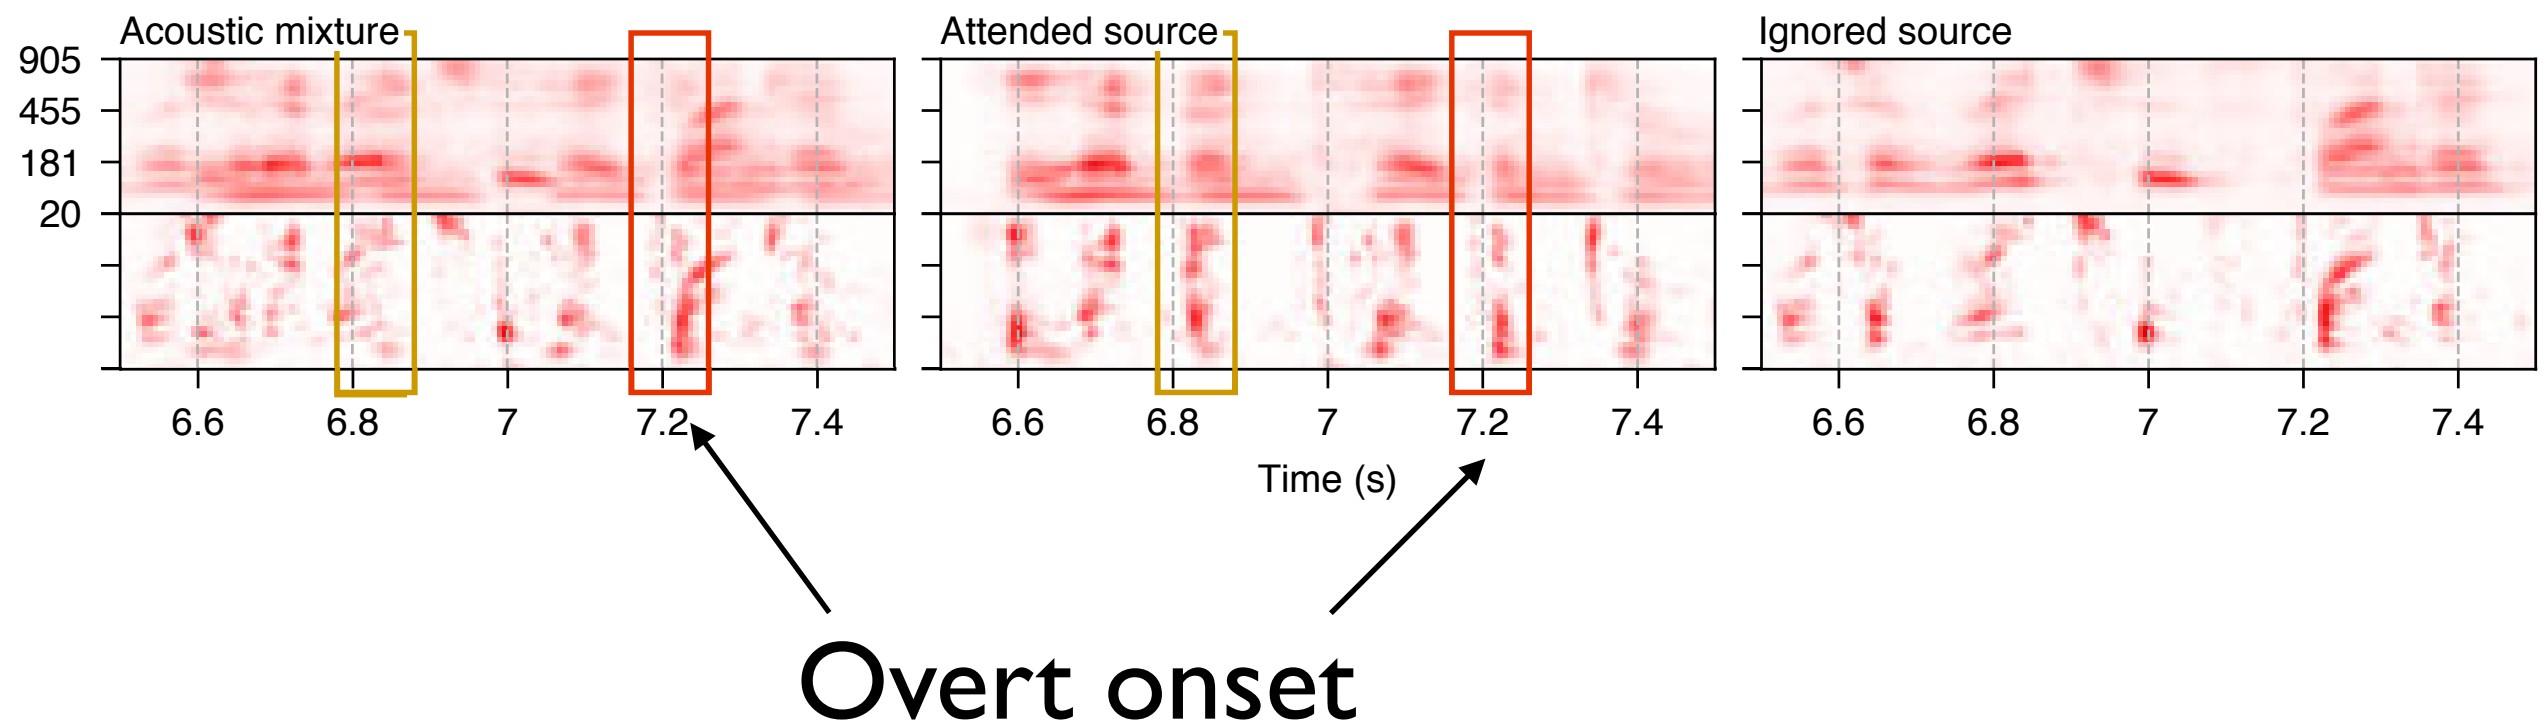 Acoustic mixture
Attended source
Ignored source
905
455
181
20
6.6 6.8 7 7.2 7.4
6.6 6.8 7 7.2 7.4
6.6 6.8 7 7.2 7.4
Time (s)
Overt onset